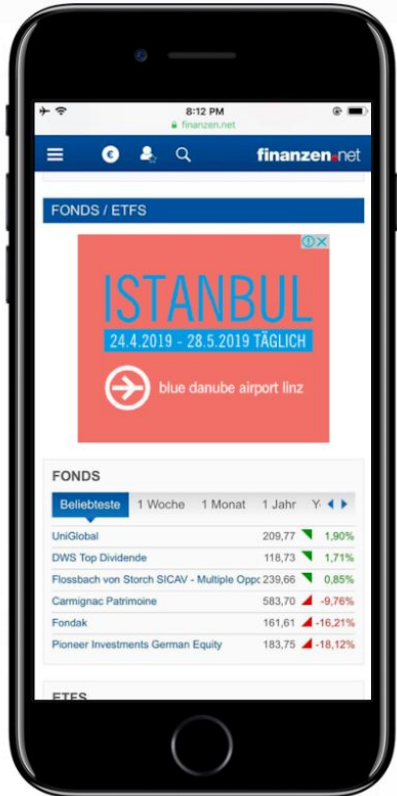 8:12 PM
finanzen.net
finanzen.net
FONDS / ETFS
ISTANBUL
24.4.2019 - 28.5.2019 TÄGLICH
blue danube airport linz
FONDS
Beliebteste 1 Woche 1 Monat 1 Jahr Y
UniGlobal 209,77 1,90%
DWS Top Dividende 118,73 1,71%
Flossbach von Storch SICAV - Multiple Oppc 239,66 0,85%
Carmignac Patrimoine 583,70 -9,76%
Fondak 161,61 -16,21%
Pioneer Investments German Equity 183,75 -18,12%
ETFS